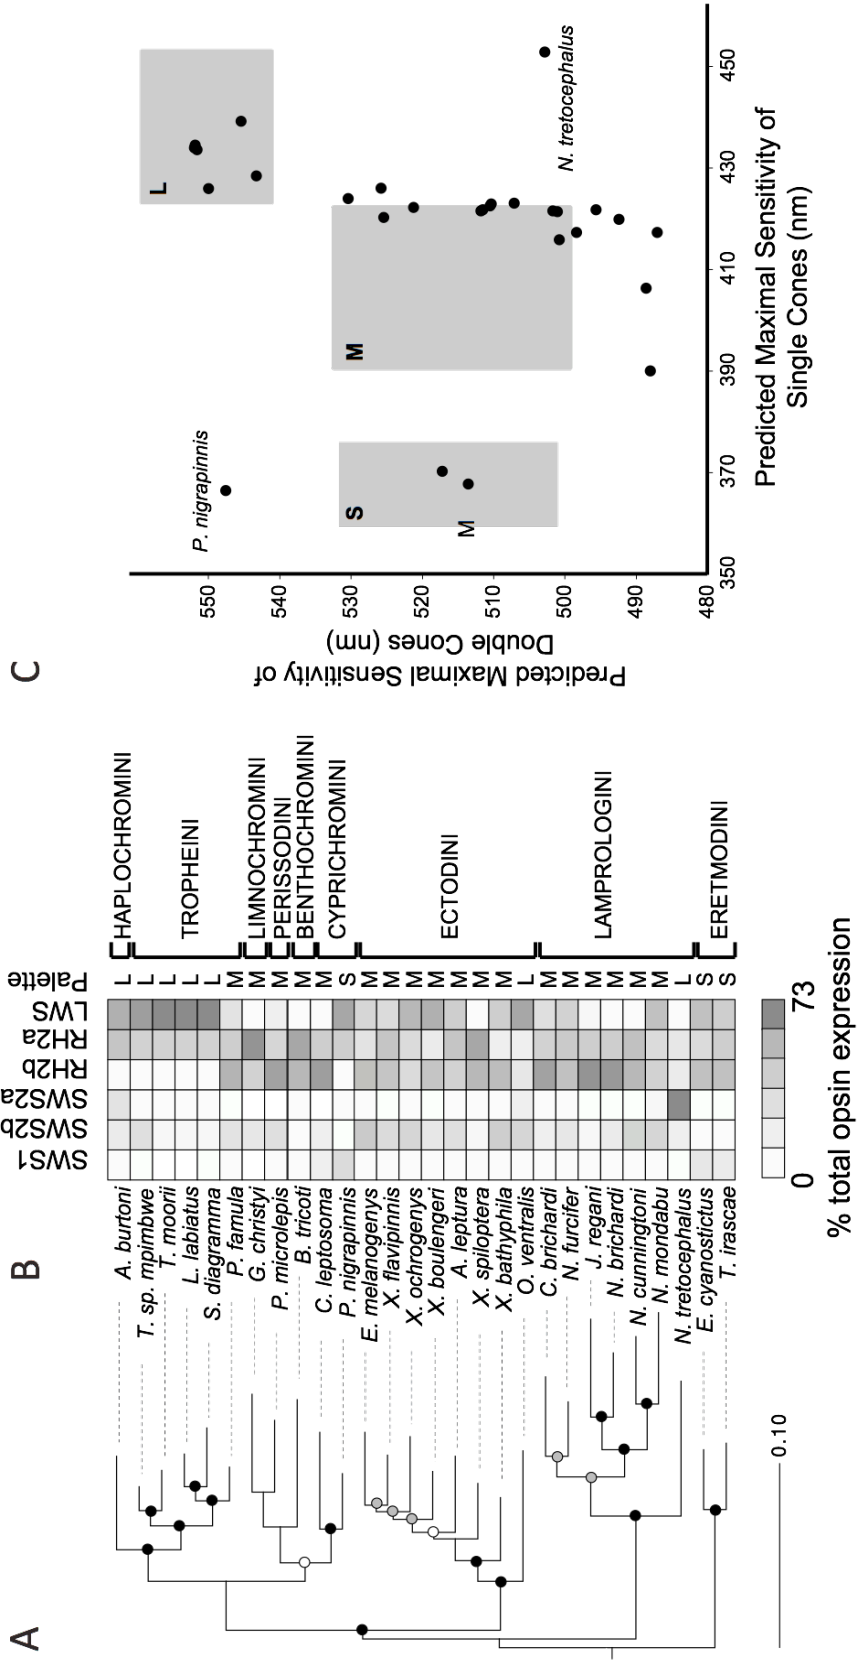 A
0.10
B
SWS1
SWS2b
SWS2a
RH2b
RH2a
LWS
Palette
A. burtoni L
T. sp. mpimbwe L
T. moorii L
L. labiatus L
S. diagramma L
P. famula M
G. christyi M
P. microlepis M
B. tricoti M
C. leptosoma M
P. nigrapinnis S
E. melanogenys M
X. flavipinnis M
X. ochrogenys M
X. boulengeri M
A. leptura M
X. spiloptera M
X. bathyphila M
O. ventralis L
C. brichardi M
N. furcifer M
J. regani M
N. brichardi M
N. cunningtoni M
N. mondabu M
N. tretocephalus L
E. cyanostictus S
T. irascae S
HAPLOCHROMINI
TROPHEINI
LIMNOCHROMINI
PERISSODINI
BENTHOCHROMINI
CYPRICHROMINI
ECTODINI
LAMPROLOGINI
ERETMODINI
0 73
% total opsin expression
C
Predicted Maximal Sensitivity of
Double Cones (nm)
550
540
530
520
510
500
490
480
P. nigrapinnis
L
S
M
M
N. tretocephalus
350 370 390 410 430 450
Predicted Maximal Sensitivity of
Single Cones (nm)